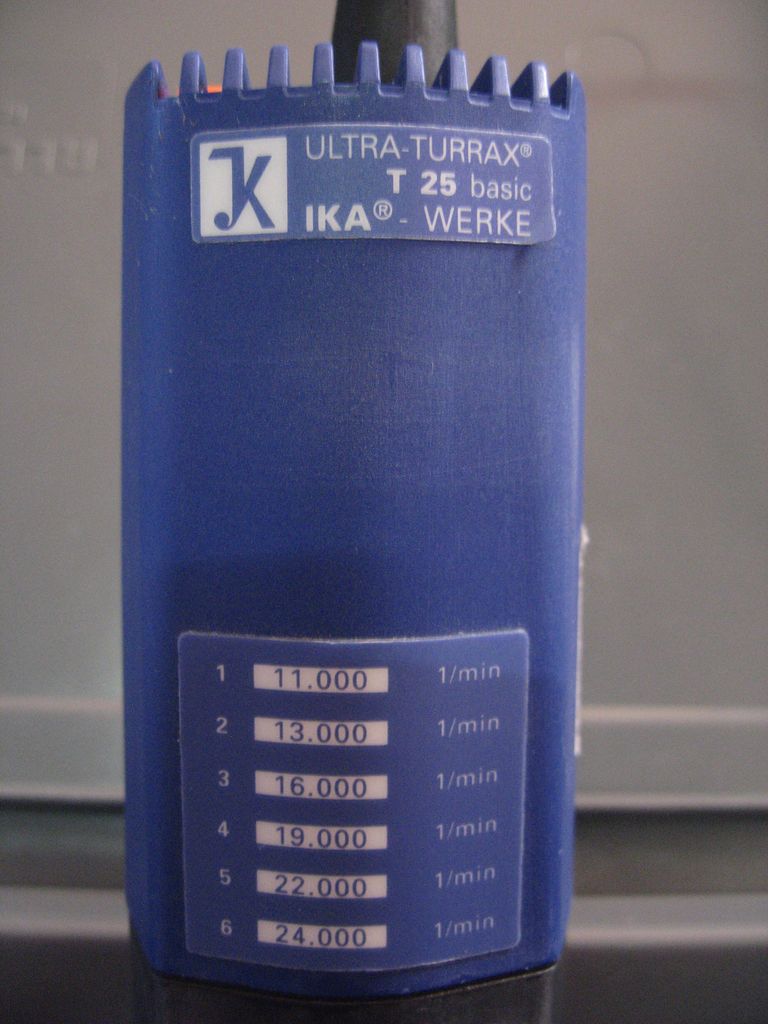 JK
ULTRA-TURRAX®
T 25 basic
IKA® - WERKE
1 11.000 1/min
2 13.000 1/min
3 16.000 1/min
4 19.000 1/min
5 22.000 1/min
6 24.000 1/min